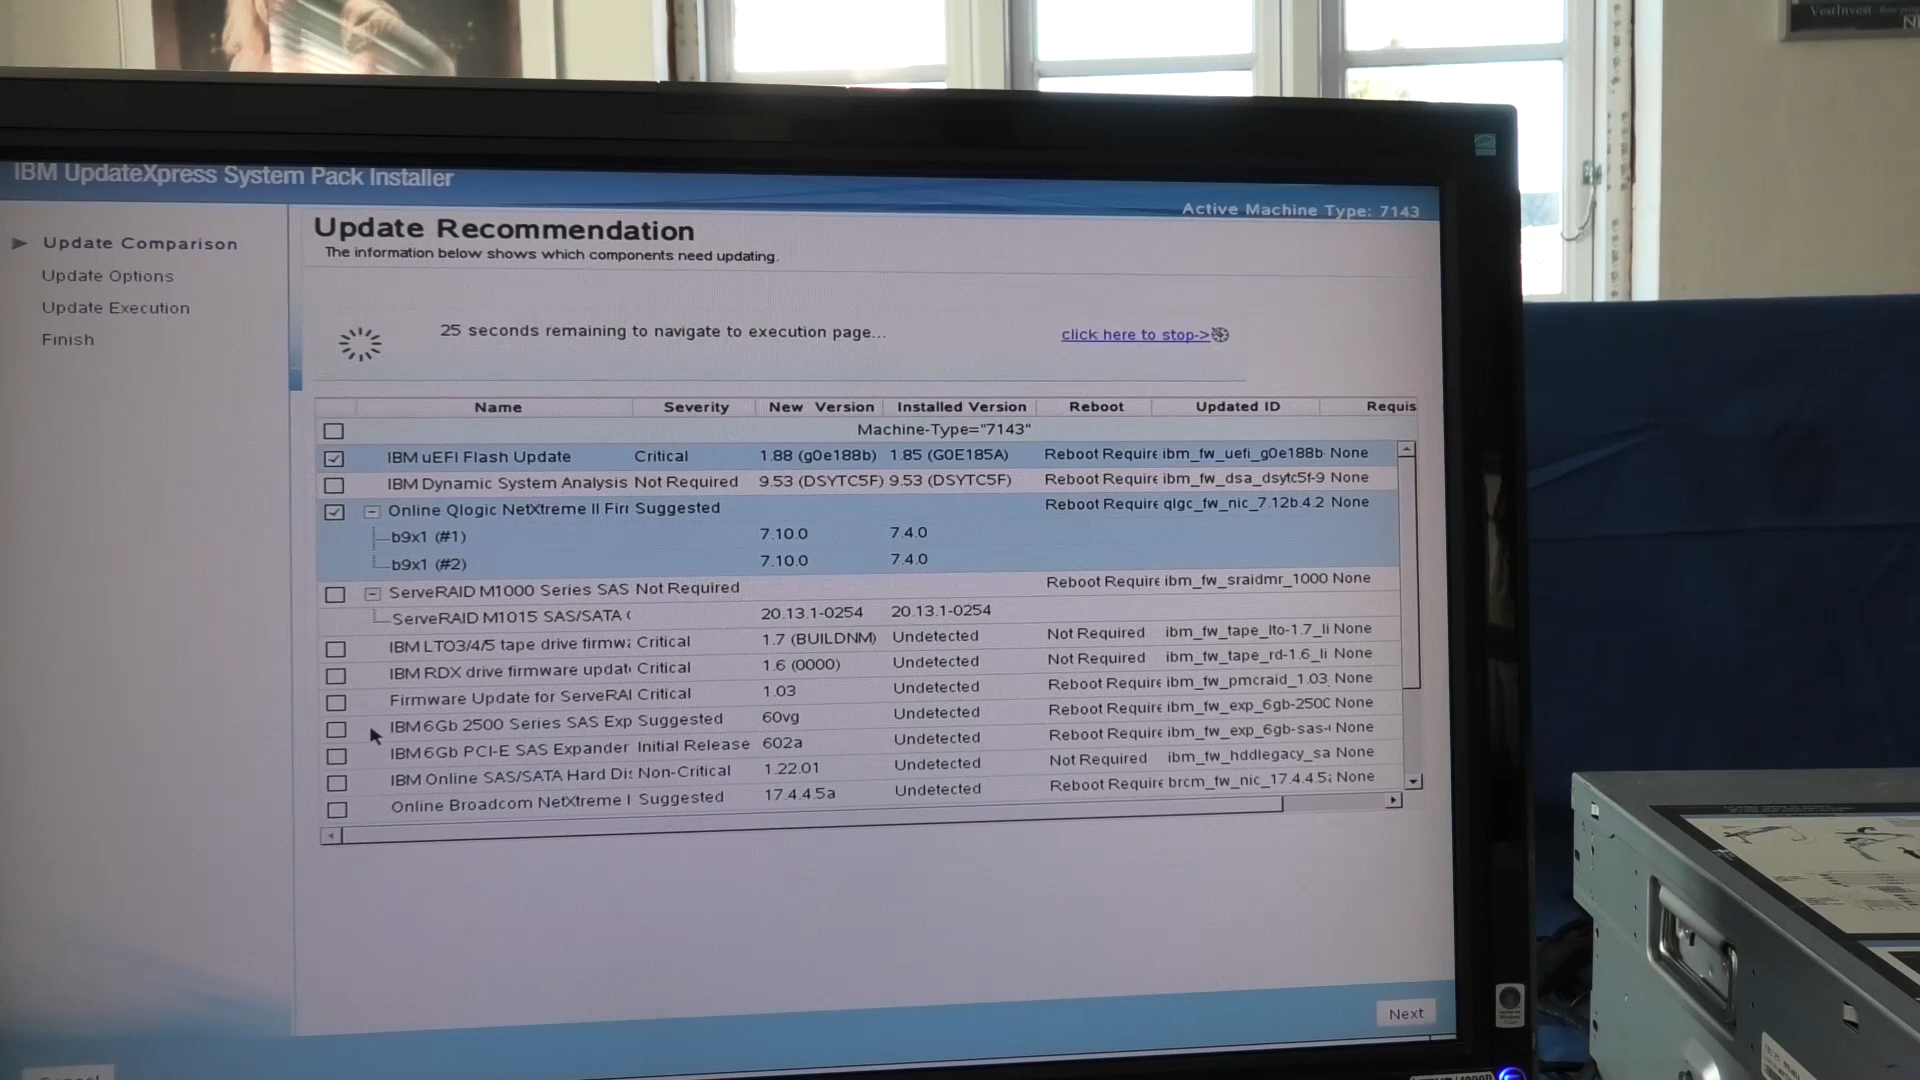 VestInvest
IBM UpdateXpress System Pack Installer
Active Machine Type: 7143
Update Comparison
Update Options
Update Execution
Finish
Update Recommendation
The information below shows which components need updating.
25 seconds remaining to navigate to execution page...
click here to stop->
Name Severity New Version Installed Version Reboot Updated ID Requis
Machine-Type="7143"
IBM uEFI Flash Update Critical 1.88 (g0e188b) 1.85 (G0E185A) Reboot Require ibm_fw_uefi_g0e188b- None
IBM Dynamic System Analysis Not Required 9.53 (DSYTC5F) 9.53 (DSYTC5F) Reboot Require ibm_fw_dsa_dsytc5f-9 None
Online Qlogic NetXtreme II Firr Suggested Reboot Require qlgc_fw_nic_7.12b.4.2 None
b9x1 (#1) 7.10.0 7.4.0
b9x1 (#2) 7.10.0 7.4.0
ServeRAID M1000 Series SAS Not Required Reboot Require ibm_fw_sraidmr_1000 None
ServeRAID M1015 SAS/SATA ( 20.13.1-0254 20.13.1-0254
IBM LTO3/4/5 tape drive firmwa Critical 1.7 (BUILDNM) Undetected Not Required ibm_fw_tape_lto-1.7_li None
IBM RDX drive firmware updat Critical 1.6 (0000) Undetected Not Required ibm_fw_tape_rd-1.6_li None
Firmware Update for ServeRAI Critical 1.03 Undetected Reboot Require ibm_fw_pmcraid_1.03 None
IBM 6Gb 2500 Series SAS Exp Suggested 60vg Undetected Reboot Require ibm_fw_exp_6gb-250C None
IBM 6Gb PCI-E SAS Expander Initial Release 602a Undetected Reboot Require ibm_fw_exp_6gb-sas-( None
IBM Online SAS/SATA Hard Di Non-Critical 1.22.01 Undetected Not Required ibm_fw_hddlegacy_sa None
Online Broadcom NetXtreme I Suggested 17.4.4.5a Undetected Reboot Require brcm_fw_nic_17.4.4.5 None
Next